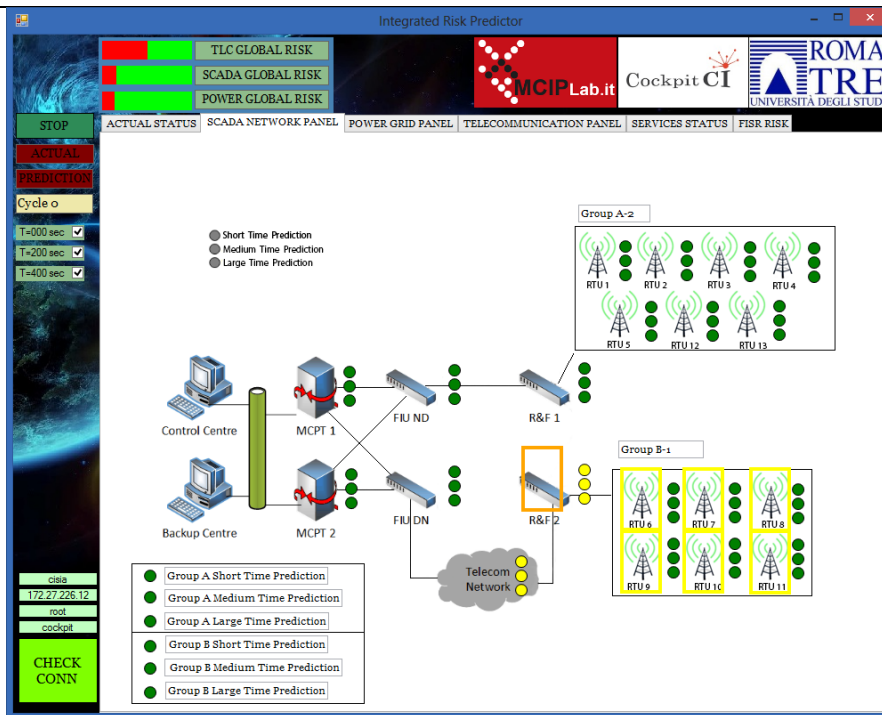 Integrated Risk Predictor
TLC GLOBAL RISK
SCADA GLOBAL RISK
POWER GLOBAL RISK
MCIPLab.it
CockpitCI
ROMA
TRE
UNIVERSITÀ DEGLI STUDI
STOP
ACTUAL STATUS
SCADA NETWORK PANEL
POWER GRID PANEL
TELECOMMUNICATION PANEL
SERVICES STATUS
FISR RISK
ACTUAL
PREDICTION
Cycle 0
T=000 sec
T=200 sec
T=400 sec
Short Time Prediction
Medium Time Prediction
Large Time Prediction
Group A-2
RTU 1
RTU 2
RTU 3
RTU 4
RTU 5
RTU 12
RTU 13
Control Centre
MCPT 1
FIU ND
R&F 1
Backup Centre
MCPT 2
FIU DN
R&F 2
Group B-1
RTU 6
RTU 7
RTU 8
RTU 9
RTU 10
RTU 11
Telecom
Network
Group A Short Time Prediction
Group A Medium Time Prediction
Group A Large Time Prediction
Group B Short Time Prediction
Group B Medium Time Prediction
Group B Large Time Prediction
cisia
172.27.226.12
root
cockpit
CHECK
CONN